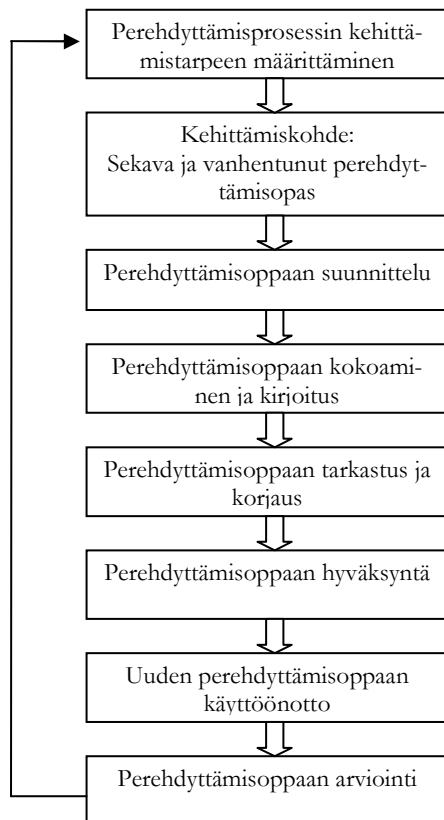 Perehdyttämisprosessin kehittä-
mistarpeen määrittäminen
Kehittämiskohde:
Sekava ja vanhentunut perehdyt-
tämisopas
Perehdyttämisoppaan suunnittelu
Perehdyttämisoppaan kokoami-
nen ja kirjoitus
Perehdyttämisoppaan tarkastus ja
korjaus
Perehdyttämisoppaan hyväksyntä
Uuden perehdyttämisoppaan
käyttöönotto
Perehdyttämisoppaan arviointi